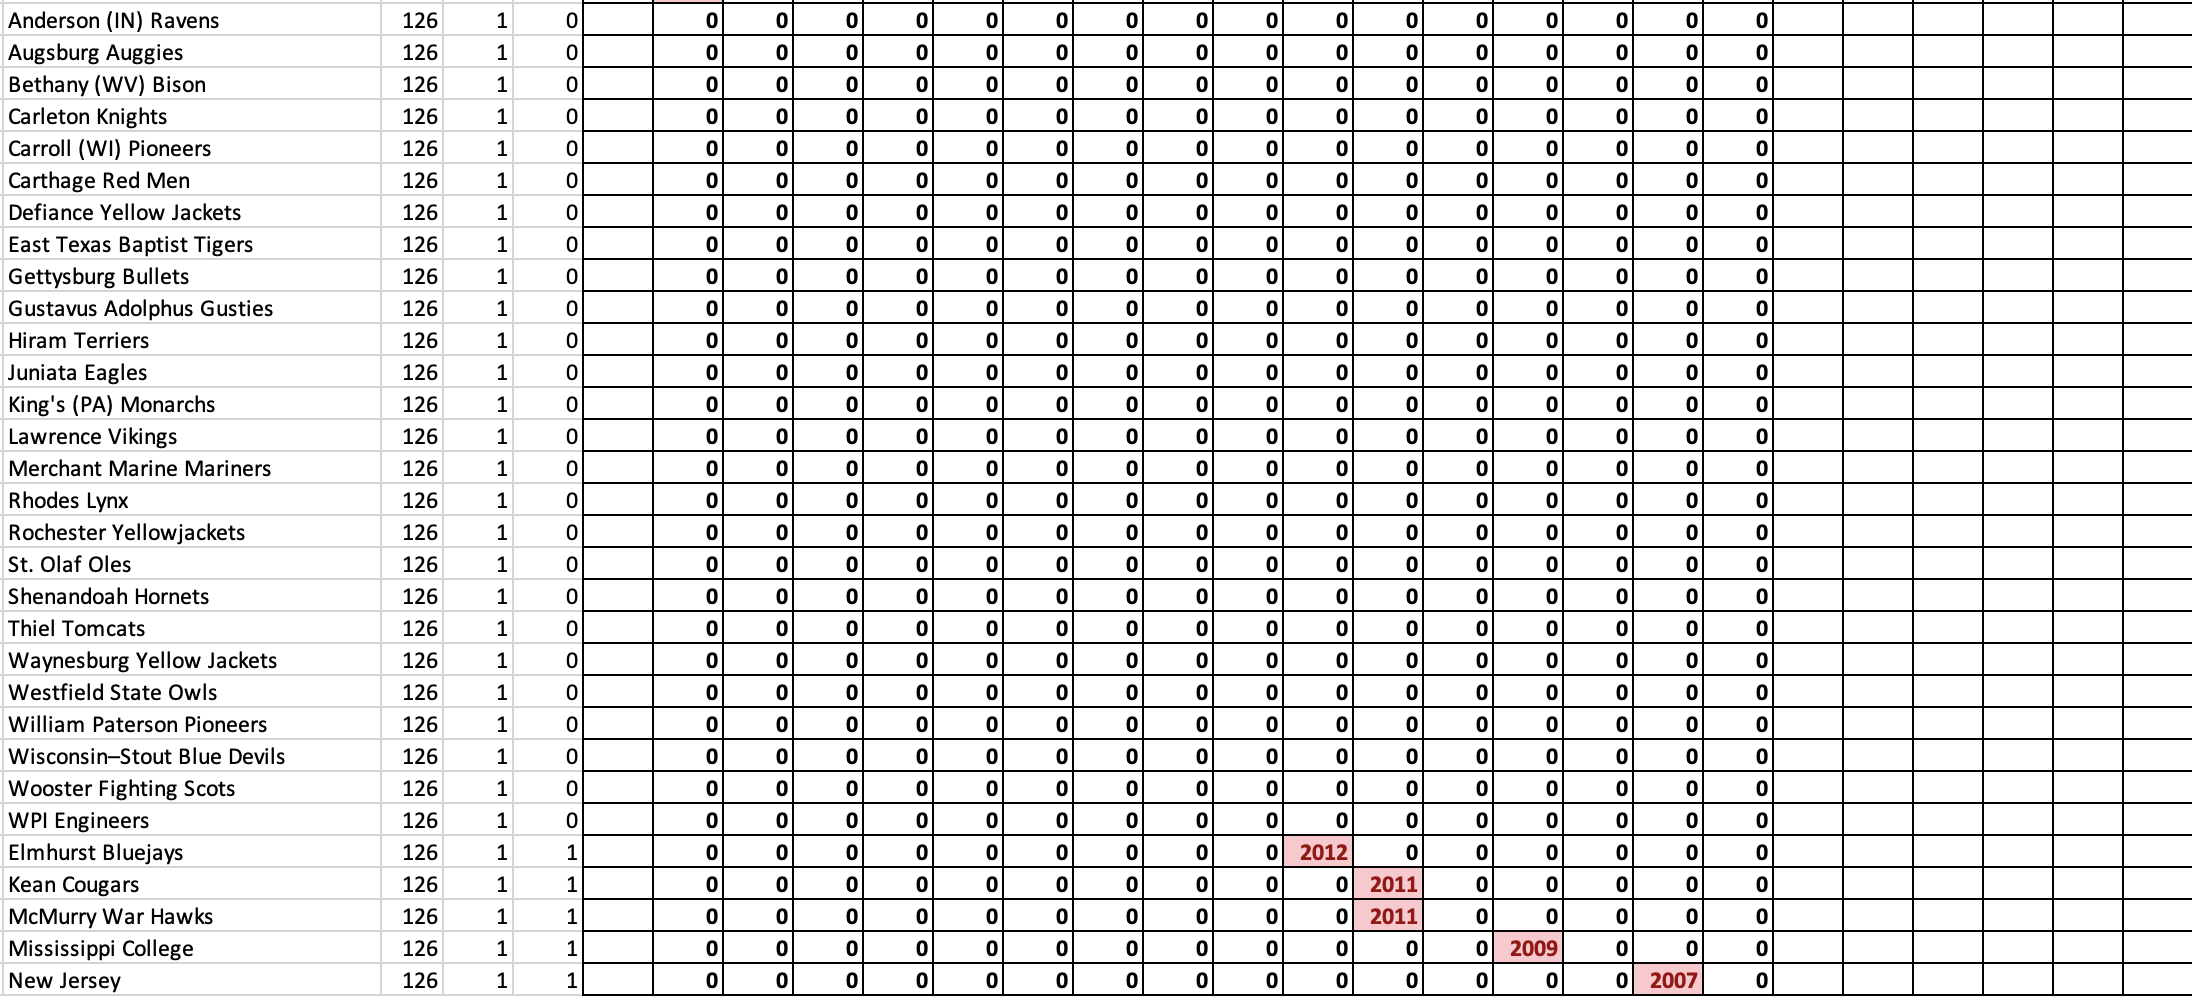 Anderson (IN) Ravens 126 1 0 0 0 0 0 0 0 0 0 0 0 0 0 0 0 0
Augsburg Auggies 126 1 0 0 0 0 0 0 0 0 0 0 0 0 0 0 0 0
Bethany (WV) Bison 126 1 0 0 0 0 0 0 0 0 0 0 0 0 0 0 0 0
Carleton Knights 126 1 0 0 0 0 0 0 0 0 0 0 0 0 0 0 0 0
Carroll (WI) Pioneers 126 1 0 0 0 0 0 0 0 0 0 0 0 0 0 0 0 0
Carthage Red Men 126 1 0 0 0 0 0 0 0 0 0 0 0 0 0 0 0 0
Defiance Yellow Jackets 126 1 0 0 0 0 0 0 0 0 0 0 0 0 0 0 0 0
East Texas Baptist Tigers 126 1 0 0 0 0 0 0 0 0 0 0 0 0 0 0 0 0
Gettysburg Bullets 126 1 0 0 0 0 0 0 0 0 0 0 0 0 0 0 0 0
Gustavus Adolphus Gusties 126 1 0 0 0 0 0 0 0 0 0 0 0 0 0 0 0 0
Hiram Terriers 126 1 0 0 0 0 0 0 0 0 0 0 0 0 0 0 0 0
Juniata Eagles 126 1 0 0 0 0 0 0 0 0 0 0 0 0 0 0 0 0
King's (PA) Monarchs 126 1 0 0 0 0 0 0 0 0 0 0 0 0 0 0 0 0
Lawrence Vikings 126 1 0 0 0 0 0 0 0 0 0 0 0 0 0 0 0 0
Merchant Marine Mariners 126 1 0 0 0 0 0 0 0 0 0 0 0 0 0 0 0 0
Rhodes Lynx 126 1 0 0 0 0 0 0 0 0 0 0 0 0 0 0 0 0
Rochester Yellowjackets 126 1 0 0 0 0 0 0 0 0 0 0 0 0 0 0 0 0
St. Olaf Oles 126 1 0 0 0 0 0 0 0 0 0 0 0 0 0 0 0 0
Shenandoah Hornets 126 1 0 0 0 0 0 0 0 0 0 0 0 0 0 0 0 0
Thiel Tomcats 126 1 0 0 0 0 0 0 0 0 0 0 0 0 0 0 0 0
Waynesburg Yellow Jackets 126 1 0 0 0 0 0 0 0 0 0 0 0 0 0 0 0 0
Westfield State Owls 126 1 0 0 0 0 0 0 0 0 0 0 0 0 0 0 0 0
William Paterson Pioneers 126 1 0 0 0 0 0 0 0 0 0 0 0 0 0 0 0 0
Wisconsin–Stout Blue Devils 126 1 0 0 0 0 0 0 0 0 0 0 0 0 0 0 0 0
Wooster Fighting Scots 126 1 0 0 0 0 0 0 0 0 0 0 0 0 0 0 0 0
WPI Engineers 126 1 0 0 0 0 0 0 0 0 0 0 0 0 0 0 0 0
Elmhurst Bluejays 126 1 1 0 0 0 0 0 0 0 0 0 2012 0 0 0 0 0 0
Kean Cougars 126 1 1 0 0 0 0 0 0 0 0 0 0 2011 0 0 0 0 0
McMurry War Hawks 126 1 1 0 0 0 0 0 0 0 0 0 0 2011 0 0 0 0 0
Mississippi College 126 1 1 0 0 0 0 0 0 0 0 0 0 0 0 2009 0 0 0
New Jersey 126 1 1 0 0 0 0 0 0 0 0 0 0 0 0 0 0 2007 0